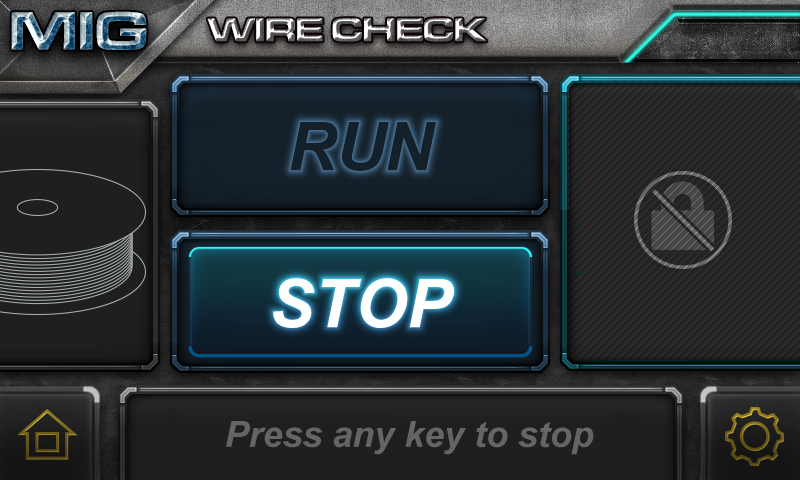 MIG
WIRE CHECK
RUN
STOP
Press any key to stop